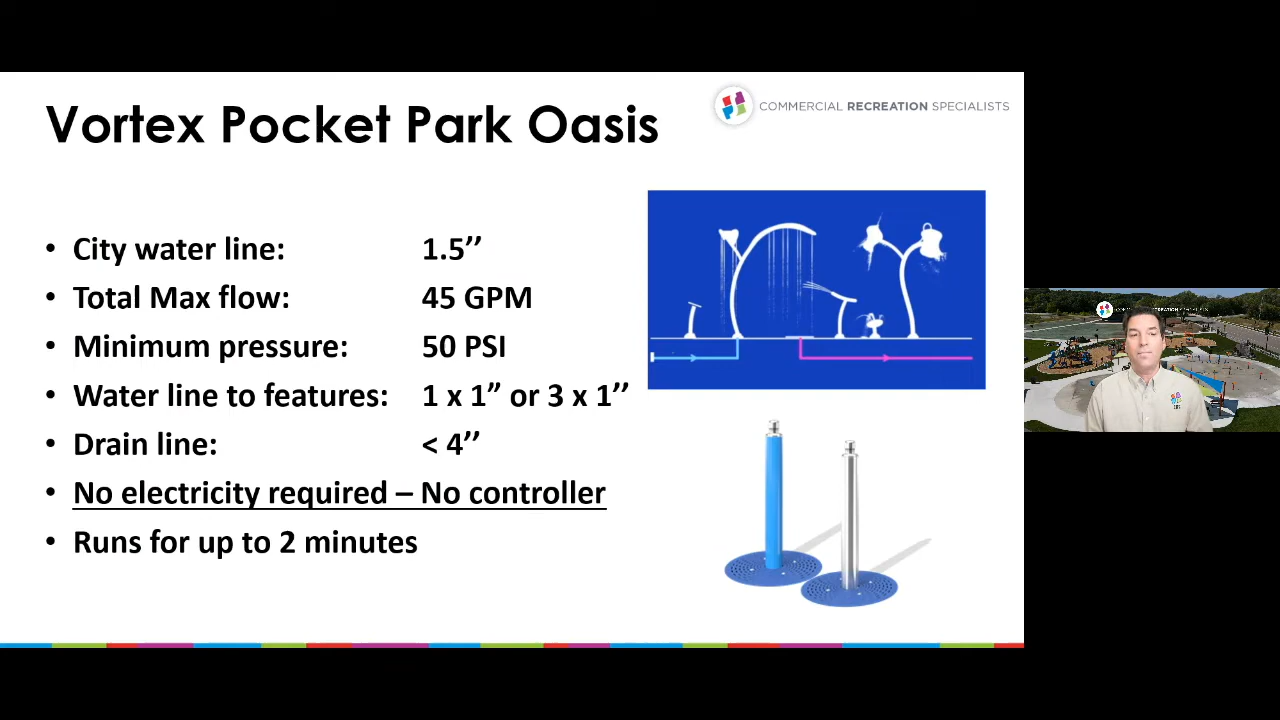 Vortex Pocket Park Oasis
COMMERCIAL RECREATION SPECIALISTS
• City water line: 1.5’’
• Total Max flow: 45 GPM
• Minimum pressure: 50 PSI
• Water line to features: 1 x 1” or 3 x 1’’
• Drain line: < 4’’
• No electricity required – No controller
• Runs for up to 2 minutes